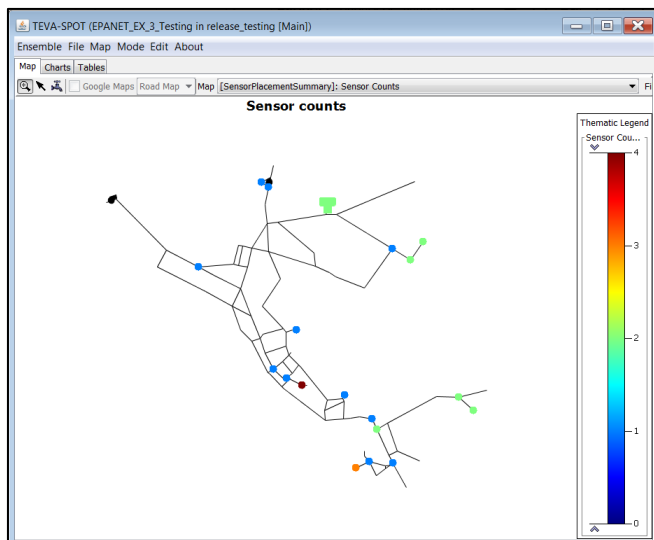 TEVA-SPOT (EPANET_EX_3_Testing in release_testing [Main])
Ensemble File Map Mode Edit About
Map Charts Tables
Google Maps Road Map Map [SensorPlacementSummary]: Sensor Counts Fi
Sensor counts
Thematic Legend
Sensor Cou...
4
3
2
1
0